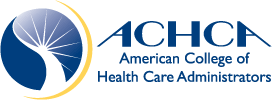 ACHCA
American College of
Health Care Administrators